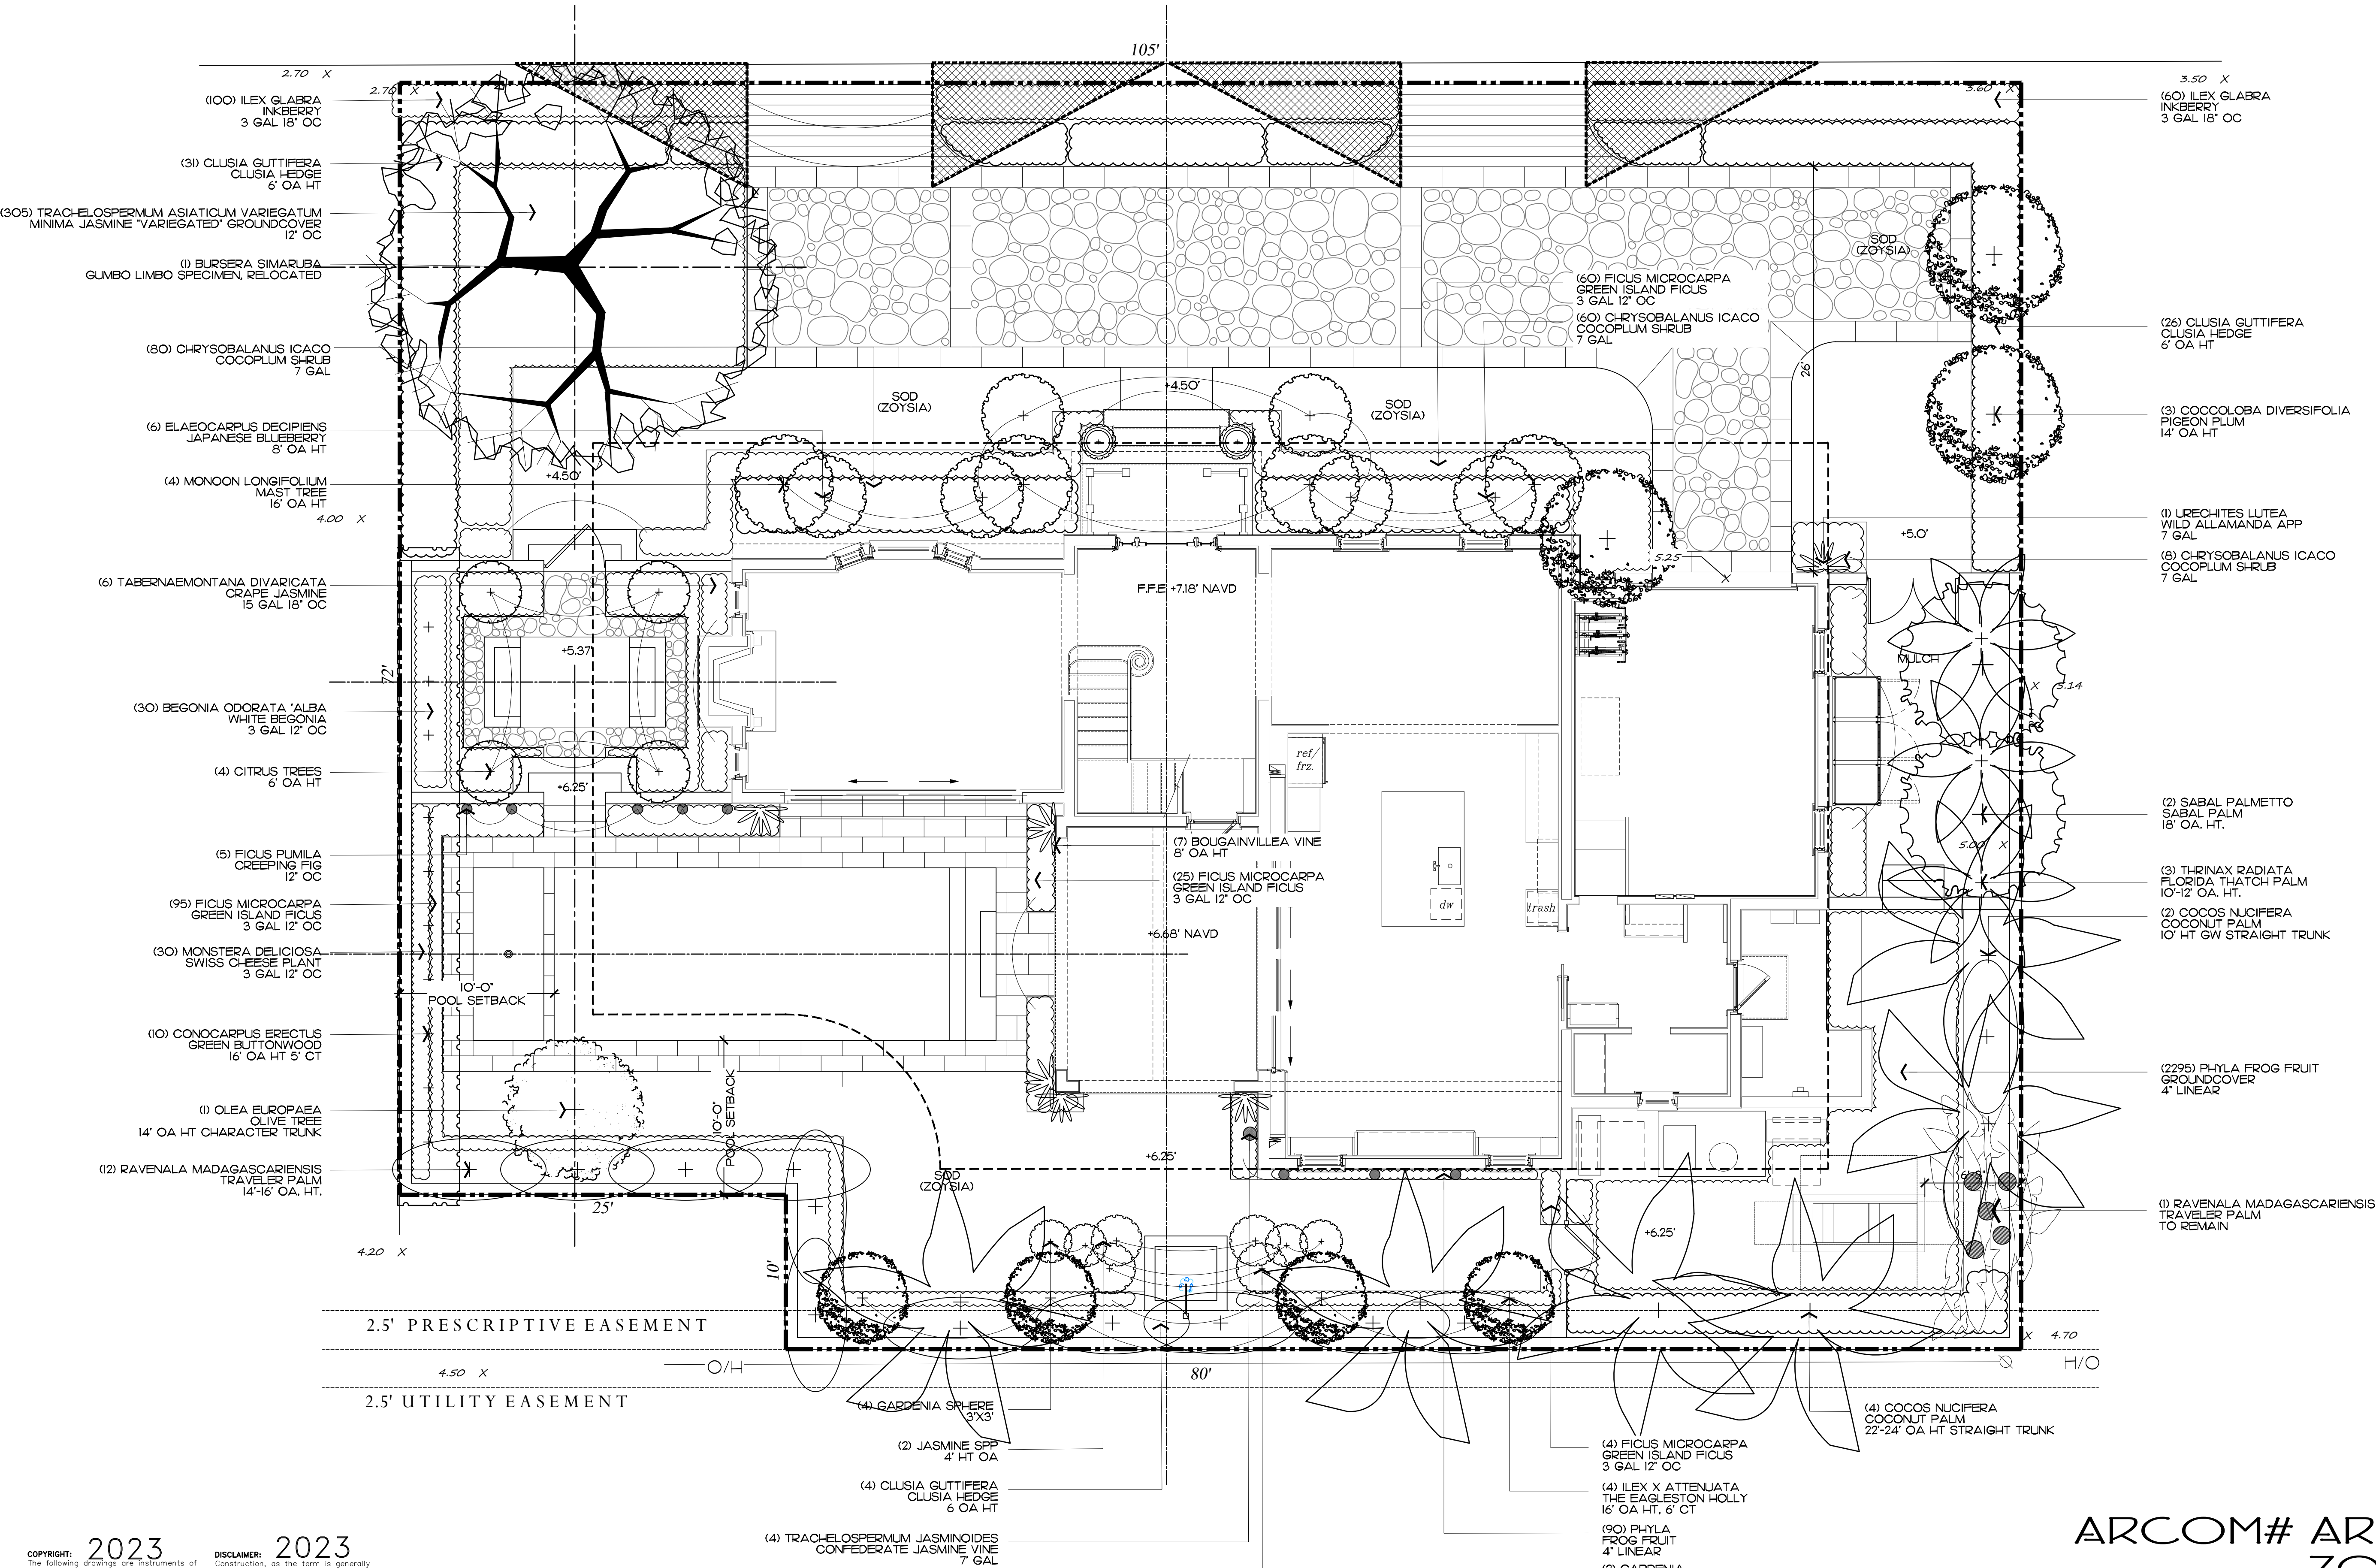 105'
2.70 X
2.70 X
3.50 X
3.60 X
(100) ILEX GLABRA
INKBERRY
3 GAL 18" OC
(31) CLUSIA GUTTIFERA
CLUSIA HEDGE
6' OA HT
(305) TRACHELOSPERMUM ASIATICUM VARIEGATUM
MINIMA JASMINE "VARIEGATED" GROUNDCOVER
12" OC
(1) BURSERA SIMARUBA
GUMBO LIMBO SPECIMEN, RELOCATED
(80) CHRYSOBALANUS ICACO
COCOPLUM SHRUB
7 GAL
(6) ELAEOCARPUS DECIPIENS
JAPANESE BLUEBERRY
8' OA HT
(4) MONOON LONGIFOLIUM
MAST TREE
16' OA HT
4.00 X
(6) TABERNAEMONTANA DIVARICATA
CRAPE JASMINE
15 GAL 18" OC
72'
(30) BEGONIA ODORATA 'ALBA
WHITE BEGONIA
3 GAL 12" OC
(4) CITRUS TREES
6' OA HT
(5) FICUS PUMILA
CREEPING FIG
12" OC
(95) FICUS MICROCARPA
GREEN ISLAND FICUS
3 GAL 12" OC
(30) MONSTERA DELICIOSA
SWISS CHEESE PLANT
3 GAL 12" OC
(10) CONOCARPUS ERECTUS
GREEN BUTTONWOOD
16' OA HT 5' CT
(1) OLEA EUROPAEA
OLIVE TREE
14' OA HT CHARACTER TRUNK
(12) RAVENALA MADAGASCARIENSIS
TRAVELER PALM
14'-16' OA. HT.
4.20 X
25'
10'
2.5' PRESCRIPTIVE EASEMENT
4.50 X
O/H
2.5' UTILITY EASEMENT
SOD
(ZOYSIA)
+4.50'
SOD
(ZOYSIA)
SOD
(ZOYSIA)
26'
(60) FICUS MICROCARPA
GREEN ISLAND FICUS
3 GAL 12" OC
(60) CHRYSOBALANUS ICACO
COCOPLUM SHRUB
7 GAL
+4.50'
+5.37'
+6.25'
F.F.E. +7.18' NAVD
5.25
+5.0'
MULCH
X 5.14
5.00 X
ref/
frz.
dw
trash
(7) BOUGAINVILLEA VINE
8' OA HT
(25) FICUS MICROCARPA
GREEN ISLAND FICUS
3 GAL 12" OC
+6.68' NAVD
10'-0"
POOL SETBACK
10'-0"
POOL SETBACK
+6.25'
SOD
(ZOYSIA)
6'-3"
+6.25'
(60) ILEX GLABRA
INKBERRY
3 GAL 18" OC
(26) CLUSIA GUTTIFERA
CLUSIA HEDGE
6' OA HT
(3) COCCOLOBA DIVERSIFOLIA
PIGEON PLUM
14' OA HT
(1) URECHITES LUTEA
WILD ALLAMANDA APP
7 GAL
(8) CHRYSOBALANUS ICACO
COCOPLUM SHRUB
7 GAL
(2) SABAL PALMETTO
SABAL PALM
18' OA. HT.
(3) THRINAX RADIATA
FLORIDA THATCH PALM
10'-12' OA. HT.
(2) COCOS NUCIFERA
COCONUT PALM
10' HT GW STRAIGHT TRUNK
(2295) PHYLA FROG FRUIT
GROUNDCOVER
4" LINEAR
(1) RAVENALA MADAGASCARIENSIS
TRAVELER PALM
TO REMAIN
X 4.70
H/O
80'
(4) GARDENIA SPHERE
3'X3'
(2) JASMINE SPP
4' HT OA
(4) CLUSIA GUTTIFERA
CLUSIA HEDGE
6 OA HT
(4) TRACHELOSPERMUM JASMINOIDES
CONFEDERATE JASMINE VINE
7' GAL
(4) COCOS NUCIFERA
COCONUT PALM
22'-24' OA HT STRAIGHT TRUNK
(4) FICUS MICROCARPA
GREEN ISLAND FICUS
3 GAL 12" OC
(4) ILEX X ATTENUATA
THE EAGLESTON HOLLY
16' OA HT, 6' CT
(90) PHYLA
FROG FRUIT
4" LINEAR
(2) GARDENIA
ARCOM# AR
COPYRIGHT: 2023
The following drawings are instruments of
DISCLAIMER: 2023
Construction, as the term is generally